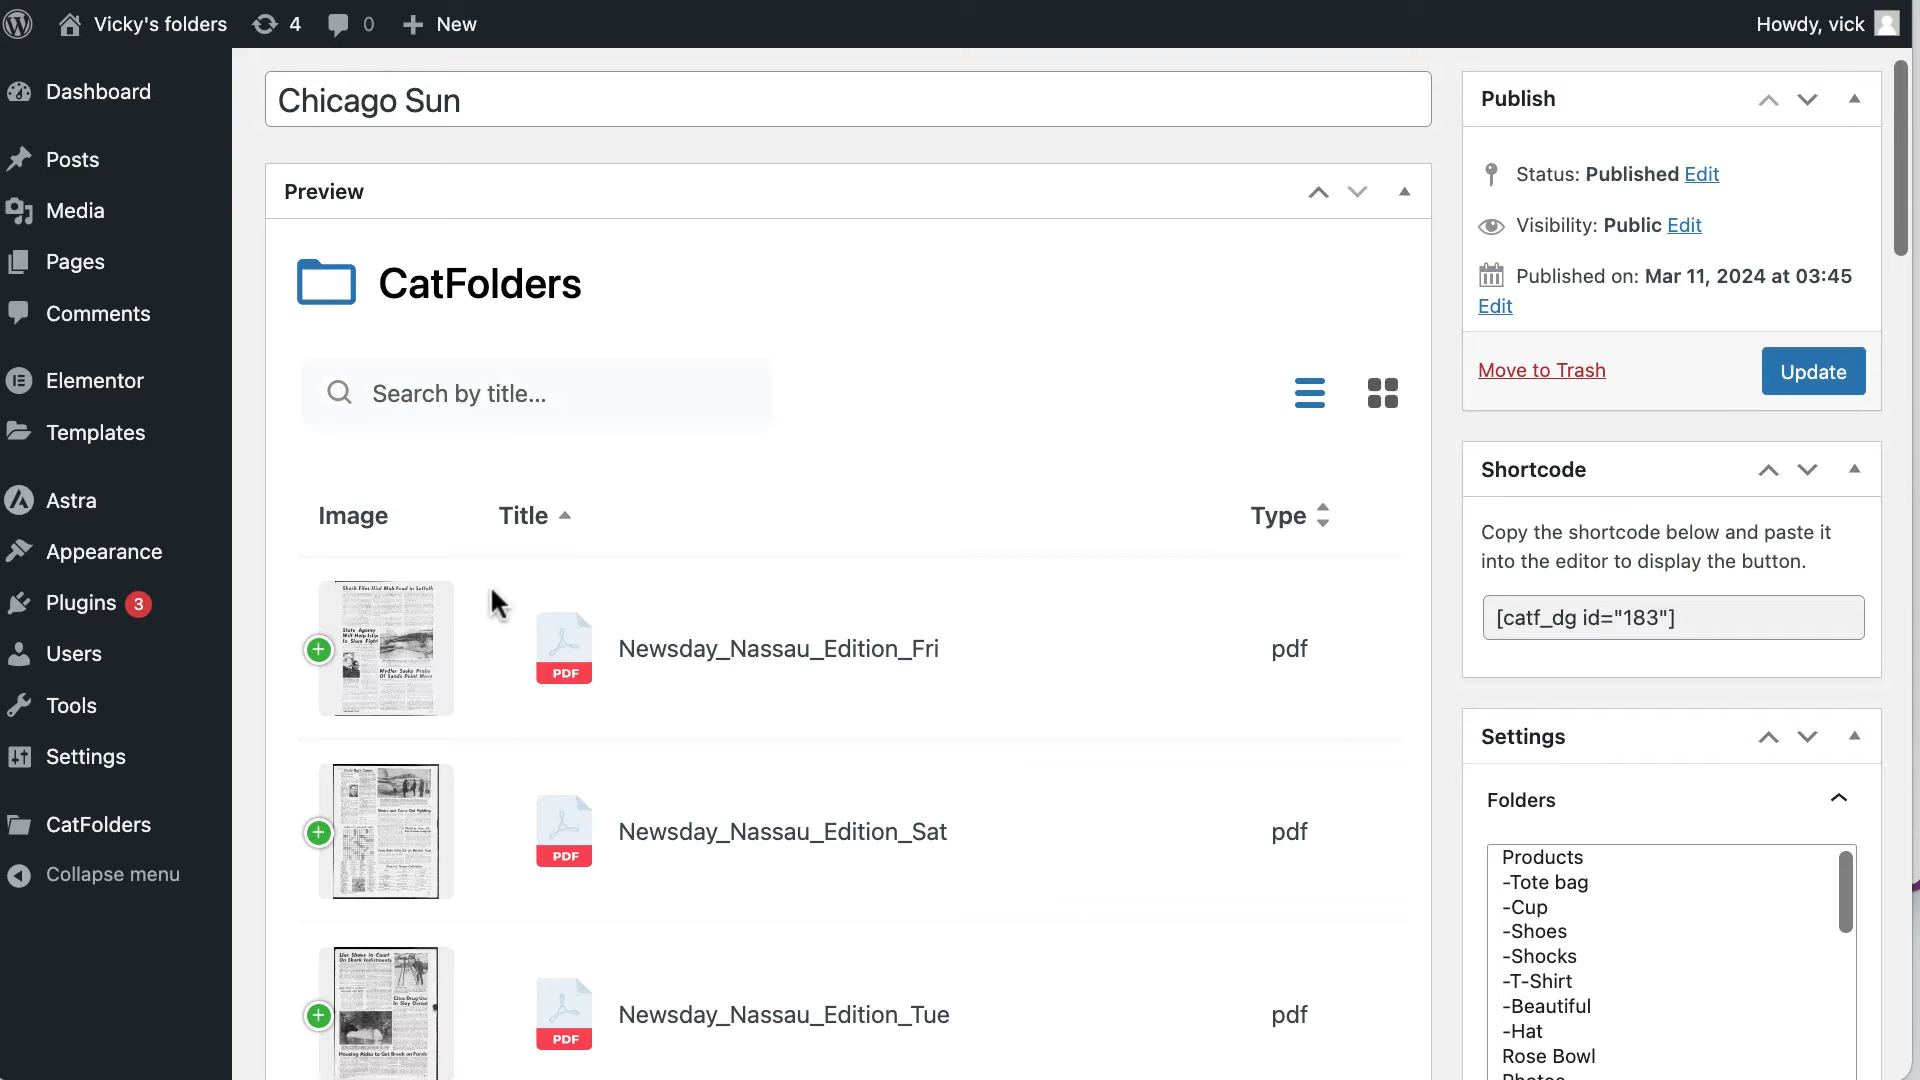 Vicky's folders
4
0
New
Howdy, vick
Dashboard
Posts
Media
Pages
Comments
Elementor
Templates
Astra
Appearance
Plugins 3
Users
Tools
Settings
CatFolders
Collapse menu
Chicago Sun
Preview
CatFolders
Search by title...
Image
Title
Type
PDF
Newsday_Nassau_Edition_Fri
pdf
PDF
Newsday_Nassau_Edition_Sat
pdf
PDF
Newsday_Nassau_Edition_Tue
pdf
Publish
Status: Published Edit
Visibility: Public Edit
Published on: Mar 11, 2024 at 03:45
Edit
Move to Trash
Update
Shortcode
Copy the shortcode below and paste it
into the editor to display the button.
[catf_dg id="183"]
Settings
Folders
Products
-Tote bag
-Cup
-Shoes
-Shocks
-T-Shirt
-Beautiful
-Hat
Rose Bowl